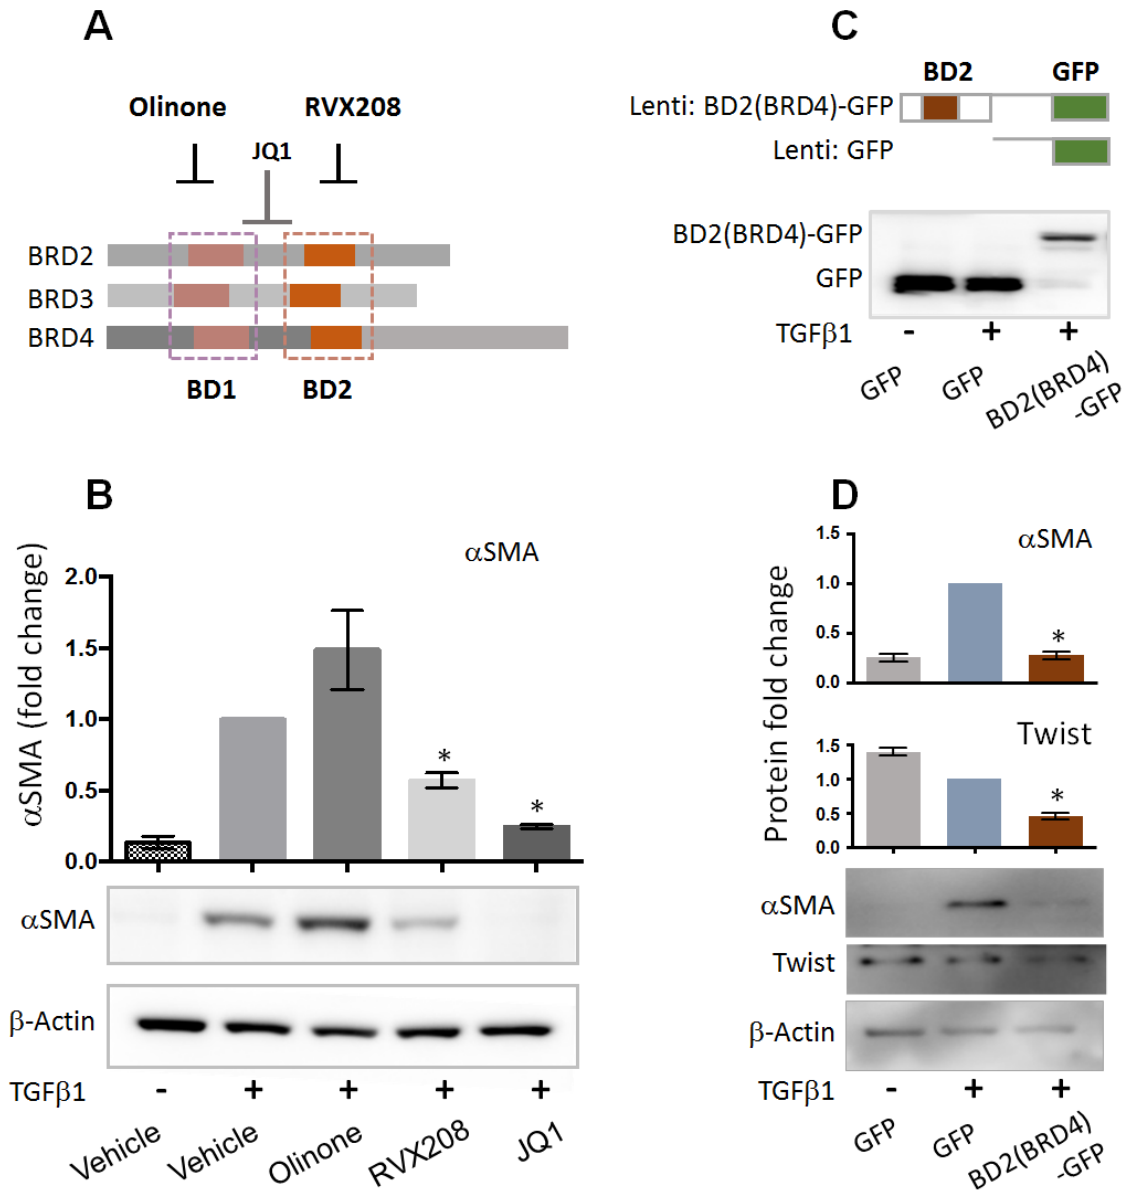 A
Olinone
RVX208
JQ1
BRD2
BRD3
BRD4
BD1
BD2
C
BD2
GFP
Lenti: BD2(BRD4)-GFP
Lenti: GFP
BD2(BRD4)-GFP
GFP
TGFβ1
-
+
+
GFP
GFP
BD2(BRD4)
-GFP
B
αSMA
αSMA (fold change)
2.0
1.5
1.0
0.5
0.0
*
*
αSMA
β-Actin
TGFβ1
-
+
+
+
+
Vehicle
Vehicle
Olinone
RVX208
JQ1
D
Protein fold change
αSMA
1.5
1.0
0.5
0.0
*
Twist
1.5
1.0
0.5
0.0
*
αSMA
Twist
β-Actin
TGFβ1
-
+
+
GFP
GFP
BD2(BRD4)
-GFP